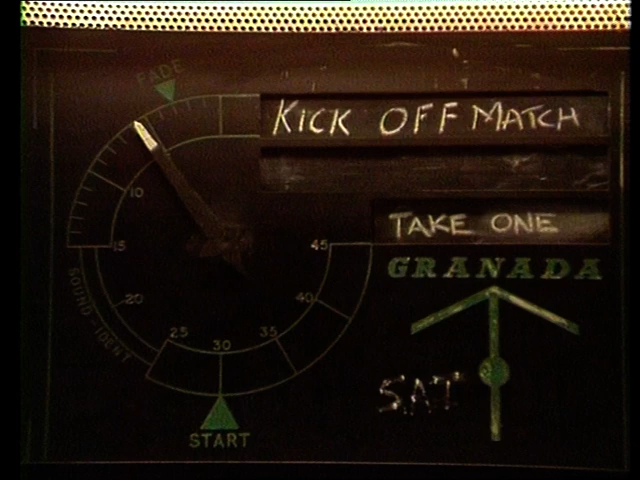 FADE
KICK OFF MATCH
10
TAKE ONE
15
45
GRANADA
SOUND-IDENT
20
40
25
35
30
SAT
START